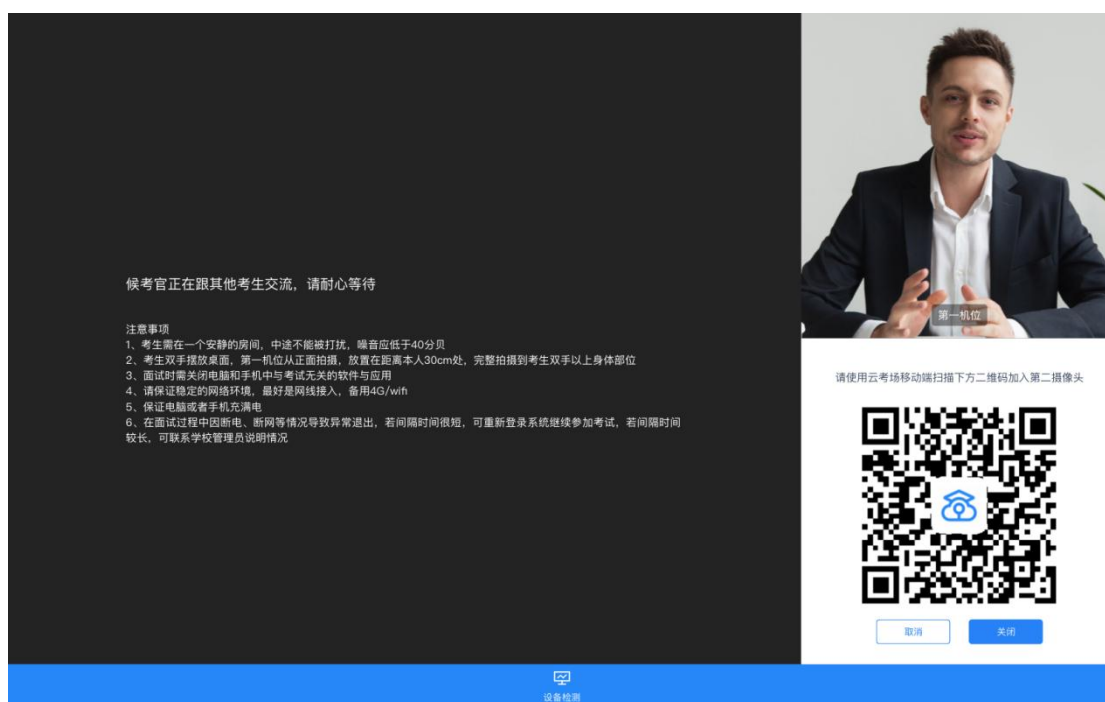 候考官正在跟其他考生交流，请耐心等待
注意事项
1、考生需在一个安静的房间，中途不能被打扰，噪音应低于40分贝
2、考生双手摆放桌面，第一机位从正面拍摄，放置在距离本人30cm处，完整拍摄到考生双手以上身体部位
3、面试时需关闭电脑和手机中与考试无关的软件与应用
4、请保证稳定的网络环境，最好是网线接入，备用4G/wifi
5、保证电脑或者手机充满电
6、在面试过程中因断电、断网等情况导致异常退出，若间隔时间很短，可重新登录系统继续参加考试，若间隔时间
较长，可联系学校管理员说明情况
第一机位
请使用云考场移动端扫描下方二维码加入第二摄像头
取消
关闭
设备检测